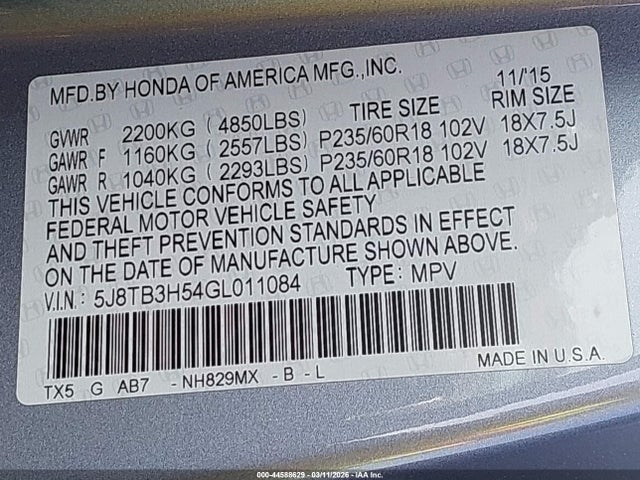 MFD.BY HONDA OF AMERICA MFG.,INC. 11/'15
GVWR 2200KG (4850LBS) TIRE SIZE RIM SIZE
GAWR F 1160KG (2557LBS) P235/60R18 102V 18X7.5J
GAWR R 1040KG (2293LBS) P235/60R18 102V 18X7.5J
THIS VEHICLE CONFORMS TO ALL APPLICABLE
FEDERAL MOTOR VEHICLE SAFETY
AND THEFT PREVENTION STANDARDS IN EFFECT
ON THE DATE OF MANUFACTURE SHOWN ABOVE.
V.I.N: 5J8TB3H54GL011084 TYPE: MPV
TX5 G AB7 -NH829MX -B -L MADE IN U.S.A.
000-44588629 - 03/11/2026 - IAA Inc.